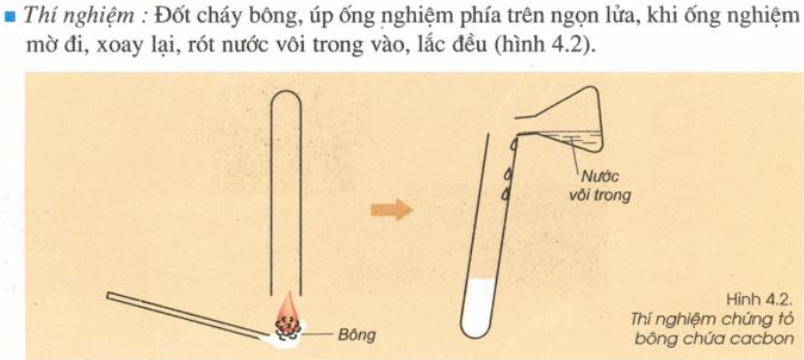 Thí nghiệm : Đốt cháy bông, úp ống nghiệm phía trên ngọn lửa, khi ống nghiệm
mờ đi, xoay lại, rót nước vôi trong vào, lắc đều (hình 4.2).
Nước
vôi trong
Bông
Hình 4.2.
Thí nghiệm chứng tỏ
bông chứa cacbon